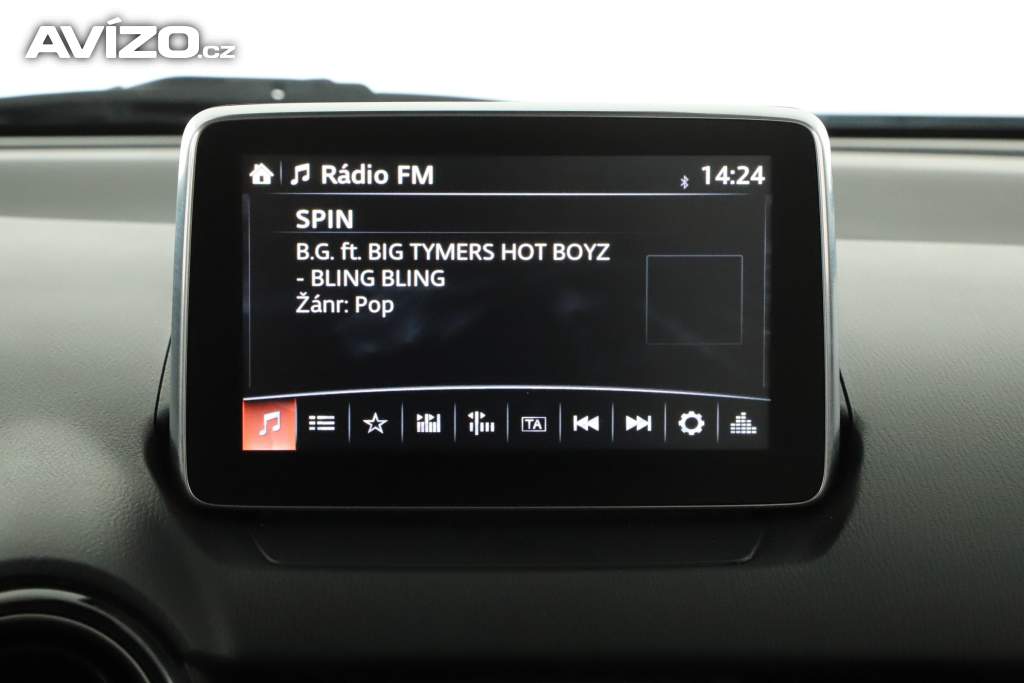 AVÍZO.cz
Rádio FM 14:24
SPIN
B.G. ft. BIG TYMERS HOT BOYZ
- BLING BLING
Žánr: Pop
TA